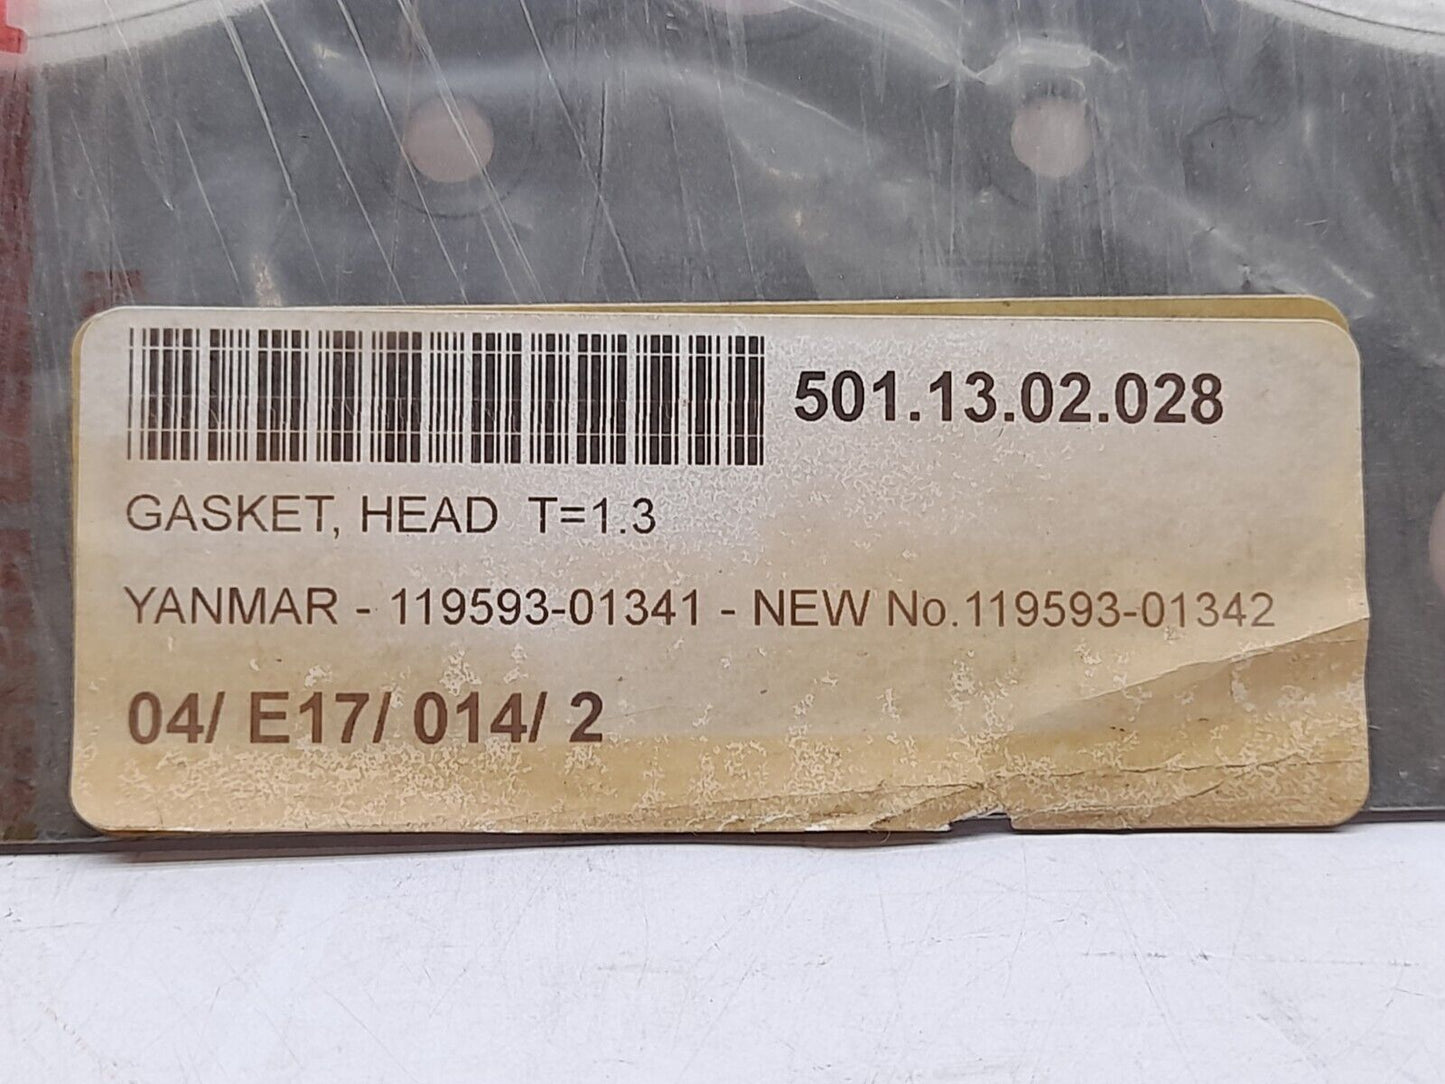 501.13.02.028
GASKET, HEAD T=1.3
YANMAR - 119593-01341 - NEW No.119593-01342
04/ E17/ 014/ 2